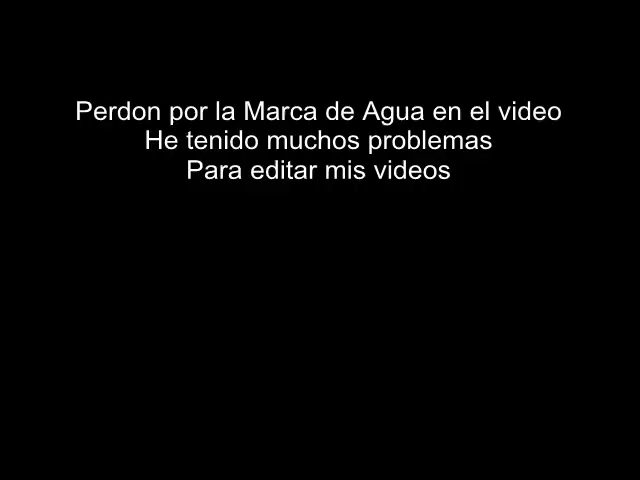 Perdon por la Marca de Agua en el video
He tenido muchos problemas
Para editar mis videos